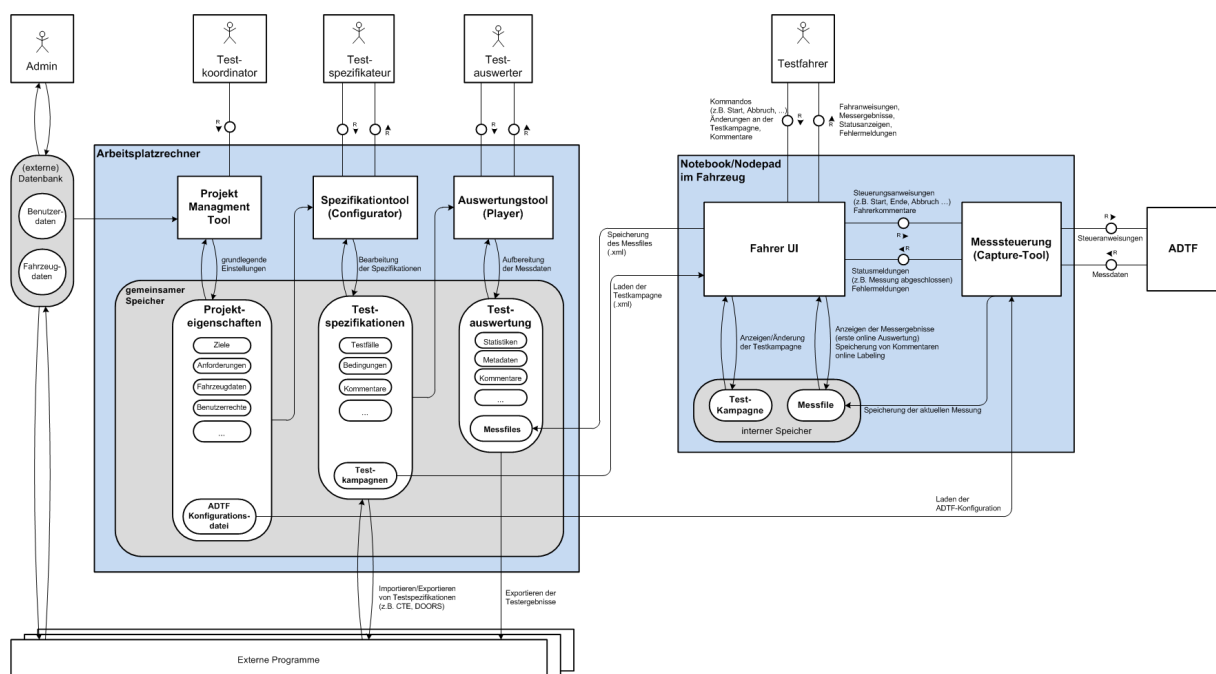 Admin
Test-
koordinator
Test-
spezifikateur
Test-
auswerter
Testfahrer
R
R
R
R
R
Kommandos
(z.B. Start, Abbruch, ...)
Änderungen an der
Testkampagne,
Kommentare
R
R
Fahranweisungen,
Messergebnisse,
Statusanzeigen,
Fehlermeldungen
(externe)
Datenbank
Benutzer-
daten
Fahrzeug-
daten
Arbeitsplatzrechner
Projekt
Managment
Tool
Spezifikationtool
(Configurator)
Auswertungstool
(Player)
grundlegende
Einstellungen
Bearbeitung
der Spezifikationen
Aufbereitung
der Messdaten
gemeinsamer
Speicher
Projekt-
eigenschaften
Ziele
Anforderungen
Fahrzeugdaten
Benutzerrechte
...
ADTF
Konfigurations-
datei
Test-
spezifikationen
Testfälle
Bedingungen
Kommentare
...
Test-
kampagnen
Test-
auswertung
Statistiken
Metadaten
Kommentare
...
Messfiles
Speicherung
des Messfiles
(.xml)
Laden der
Testkampagne
(.xml)
Notebook/Nodepad
im Fahrzeug
Fahrer UI
Steuerungsanweisungen
(z.B. Start, Ende, Abbruch ...)
Fahrerkommentare
R
R
Statusmeldungen
(z.B. Messung abgeschlossen)
Fehlermeldungen
Messsteuerung
(Capture-Tool)
R
Steueranweisungen
R
Messdaten
ADTF
Anzeigen/Änderung
der Testkampagne
Anzeigen der Messergebnisse
(erste online Auswertung)
Speicherung von Kommentaren
online Labeling
Test-
Kampagne
Messfile
interner Speicher
Speicherung der aktuellen Messung
Laden der
ADTF-Konfiguration
Importieren/Exportieren
von Testspezifikationen
(z.B. CTE, DOORS)
Exportieren der
Testergebnisse
Externe Programme